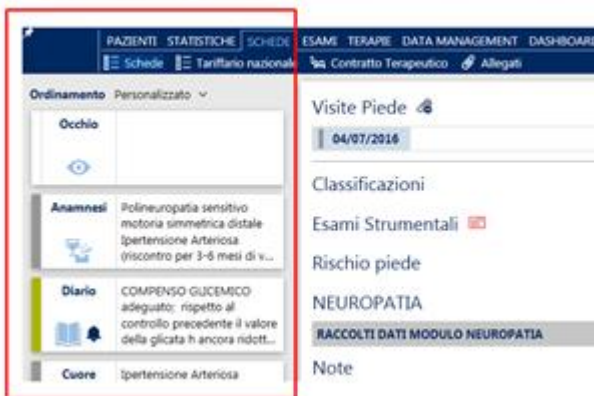 PAZIENTI STATISTICHE SCHEDE ESAMI TERAPIE DATA MANAGEMENT DASHBOARD
Schede Tariffario nazionale Contratto Terapeutico Allegati
Ordinamento Personalizzato
Occhio
Anamnesi
Polineuropatia sensitivo
motoria simmetrica distale
Ipertensione Arteriosa
(riscontro per 3-6 mesi di v...
Diario
COMPENSO GLICEMICO
adeguato; rispetto al
controllo precedente il valore
della glicata h ancora ridott...
Cuore
Ipertensione Arteriosa
Visite Piede
04/07/2016
Classificazioni
Esami Strumentali
Rischio piede
NEUROPATIA
RACCOLTI DATI MODULO NEUROPATIA
Note